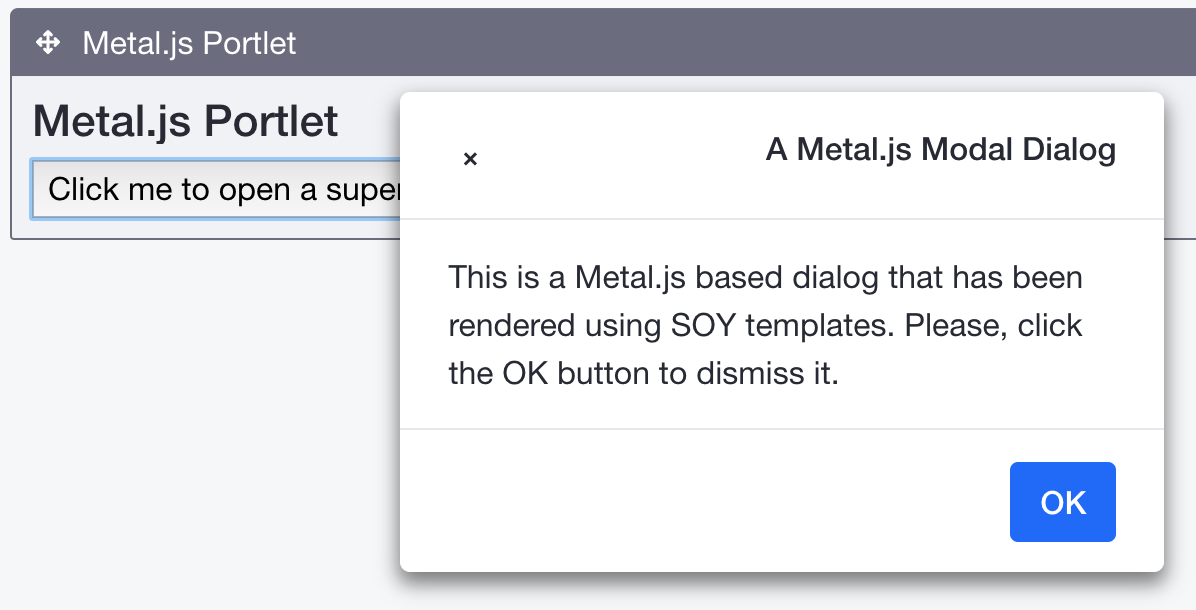 Metal.js Portlet
Metal.js Portlet
Click me to open a super
× A Metal.js Modal Dialog
This is a Metal.js based dialog that has been
rendered using SOY templates. Please, click
the OK button to dismiss it.
OK